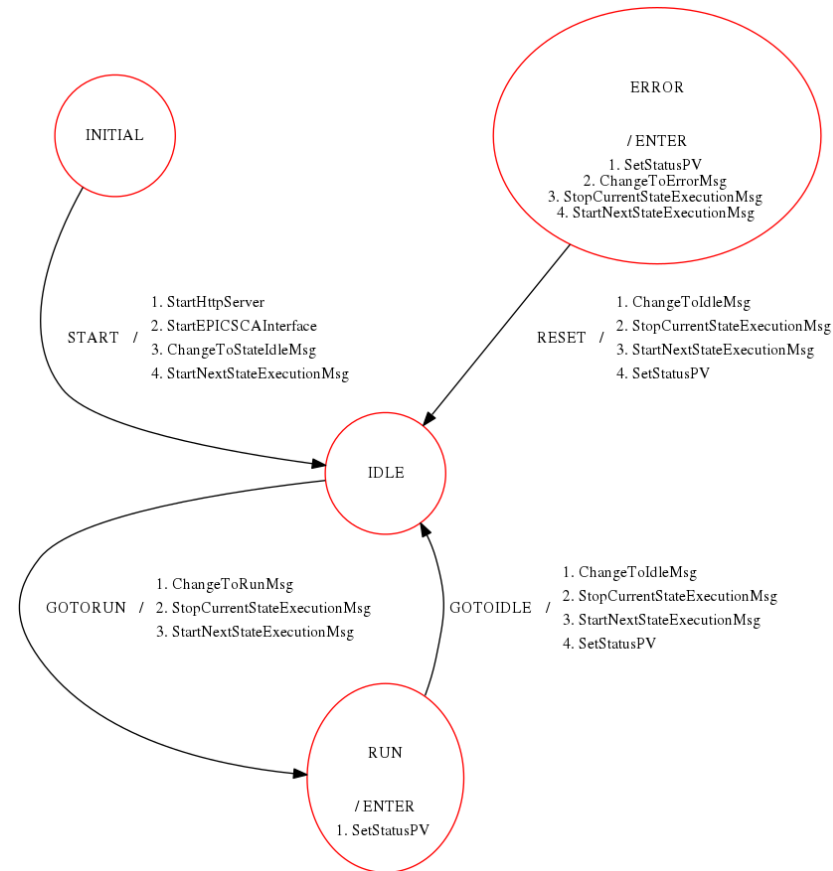 ERROR
INITIAL
/ ENTER
1. SetStatusPV
2. ChangeToErrorMsg
3. StopCurrentStateExecutionMsg
4. StartNextStateExecutionMsg
START /
1. StartHttpServer
2. StartEPICSCAInterface
3. ChangeToStateIdleMsg
4. StartNextStateExecutionMsg
RESET /
1. ChangeToIdleMsg
2. StopCurrentStateExecutionMsg
3. StartNextStateExecutionMsg
4. SetStatusPV
IDLE
GOTORUN /
1. ChangeToRunMsg
2. StopCurrentStateExecutionMsg
3. StartNextStateExecutionMsg
GOTOIDLE /
1. ChangeToIdleMsg
2. StopCurrentStateExecutionMsg
3. StartNextStateExecutionMsg
4. SetStatusPV
RUN
/ ENTER
1. SetStatusPV